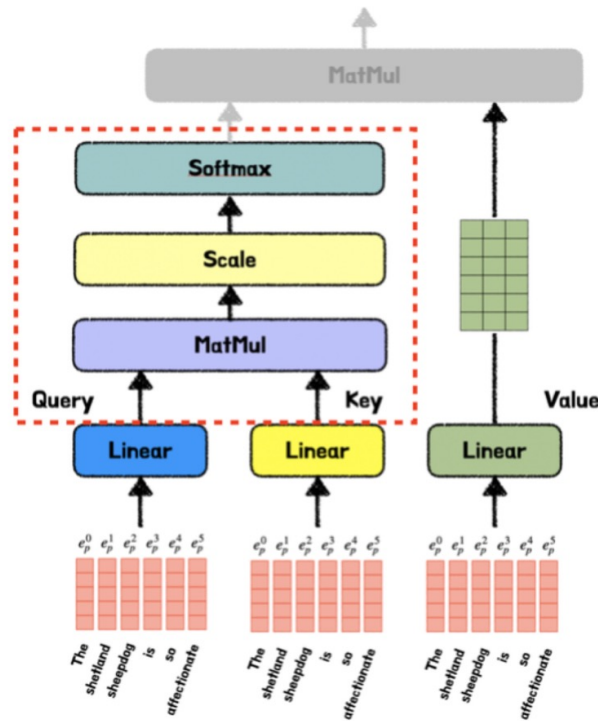 MatMul
Softmax
Scale
MatMul
Query
Key
Value
Linear
Linear
Linear
e_p^0 e_p^1 e_p^2 e_p^3 e_p^4 e_p^5
e_p^0 e_p^1 e_p^2 e_p^3 e_p^4 e_p^5
e_p^0 e_p^1 e_p^2 e_p^3 e_p^4 e_p^5
The
shetland
sheepdog
is
so
affectionate
The
shetland
sheepdog
is
so
affectionate
The
shetland
sheepdog
is
so
affectionate